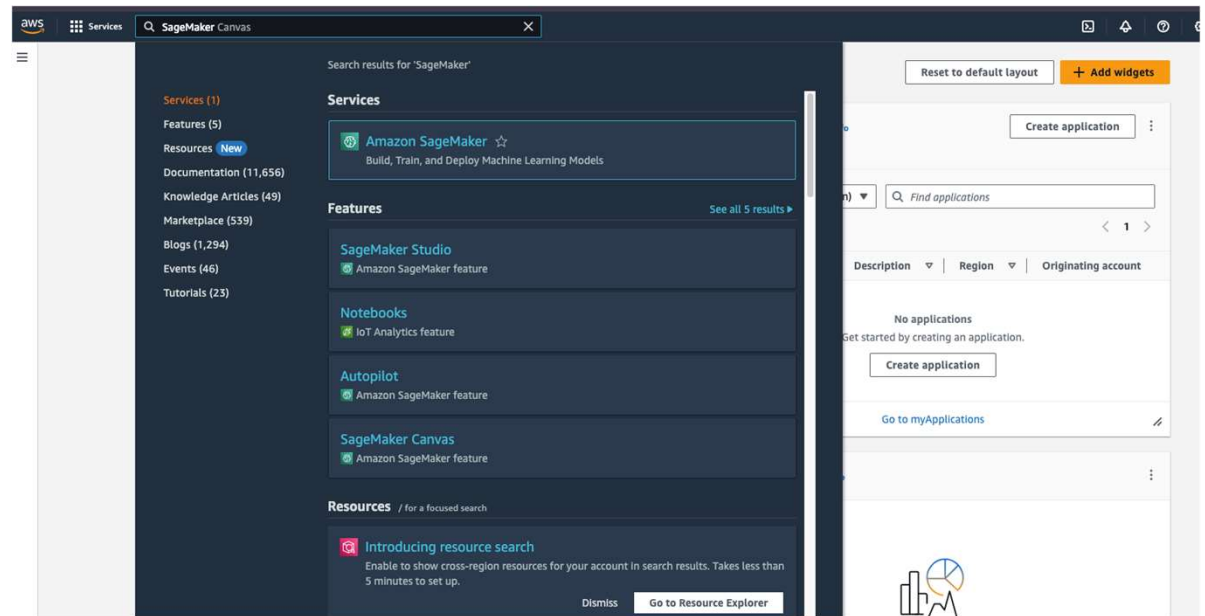 aws
Services
SageMaker Canvas
Search results for 'SageMaker'
Services (1)
Features (5)
Resources New
Documentation (11,656)
Knowledge Articles (49)
Marketplace (539)
Blogs (1,294)
Events (46)
Tutorials (23)
Services
Amazon SageMaker
Build, Train, and Deploy Machine Learning Models
Features
See all 5 results
SageMaker Studio
Amazon SageMaker feature
Notebooks
IoT Analytics feature
Autopilot
Amazon SageMaker feature
SageMaker Canvas
Amazon SageMaker feature
Resources / for a focused search
Introducing resource search
Enable to show cross-region resources for your account in search results. Takes less than
5 minutes to set up.
Dismiss
Go to Resource Explorer
Reset to default layout
+ Add widgets
Create application
Find applications
1
Description
Region
Originating account
No applications
Get started by creating an application.
Create application
Go to myApplications